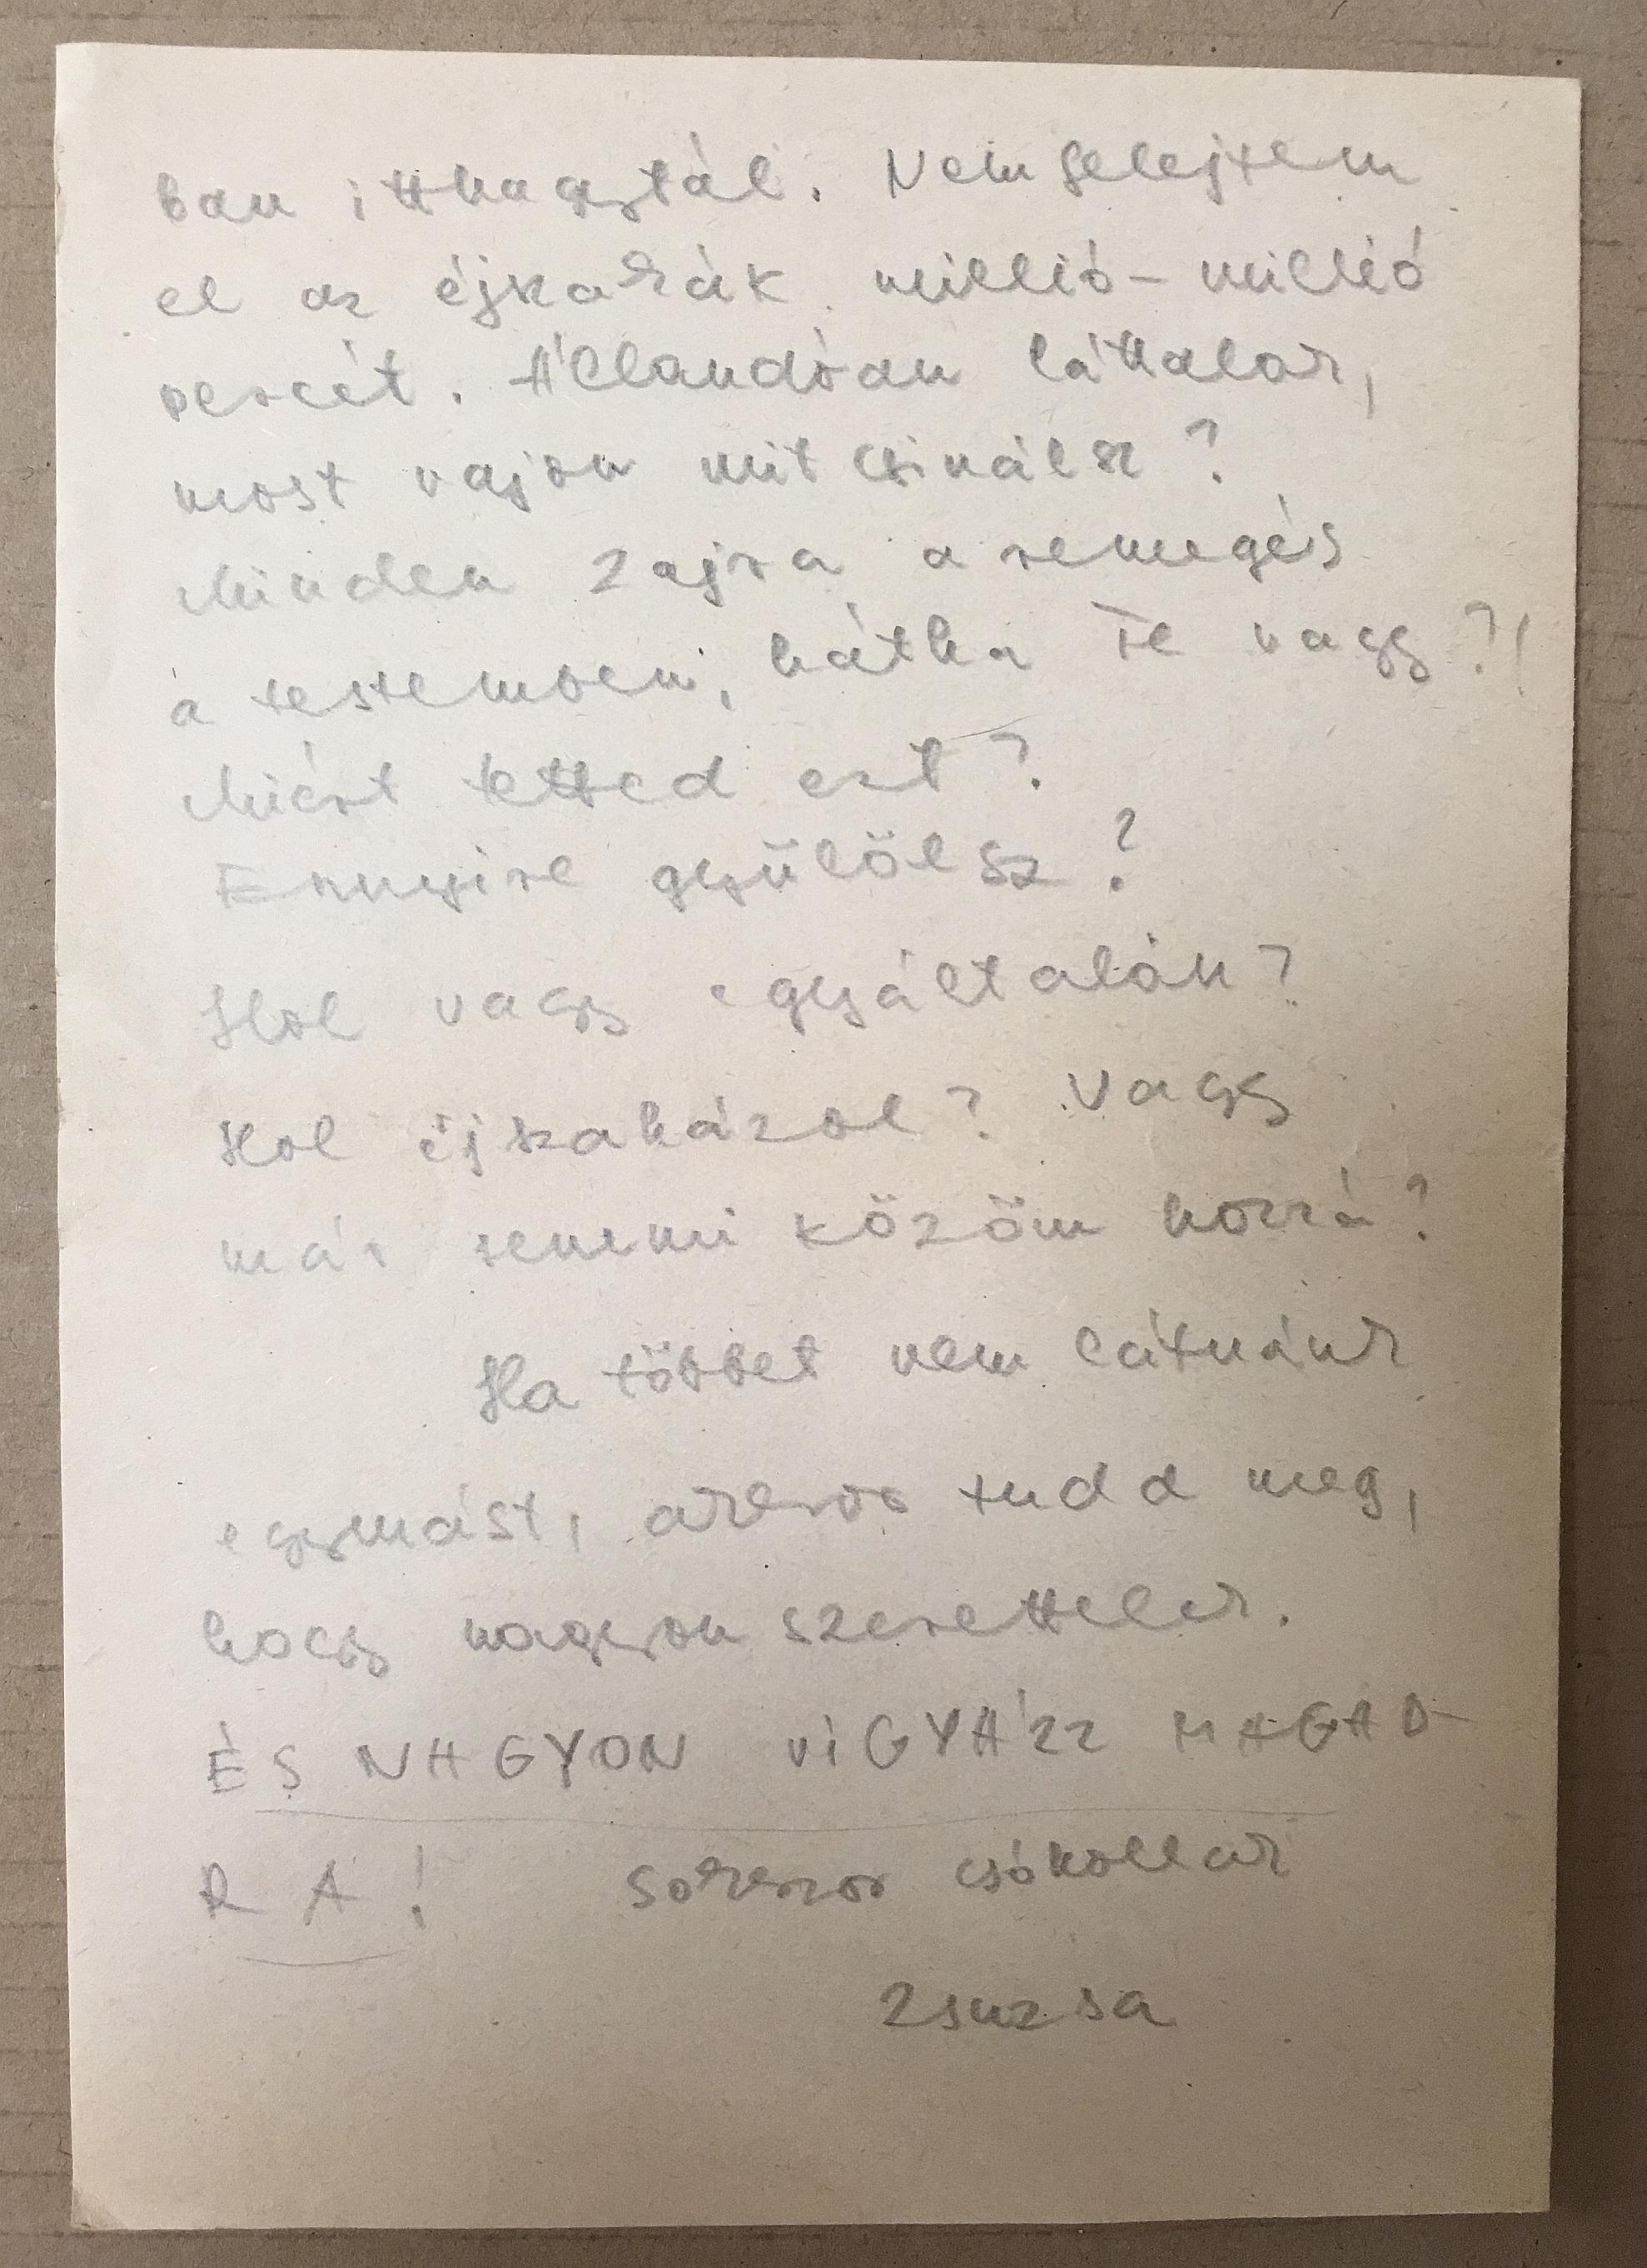 ban itthagytál. Nem felejtem
el az éjszakák millió-millió
percét. Állandóan láttalak,
most vajon mit csinálsz?
Minden zajra a remegés
a testemben, hátha Te vagy?!
Miért tetted ezt?
Ennyire gyűlölsz?
Hol vagy egyáltalán?
Hol éjszakázol? Vagy
már semmi közöm hozzá?
Ha többet nem látnánk
egymást, azért tudd meg,
hogy nagyon szerettelek.
ÉS NAGYON VIGYÁZZ MAGAD-
RA! Sokszor csókollak
Zsuzsa